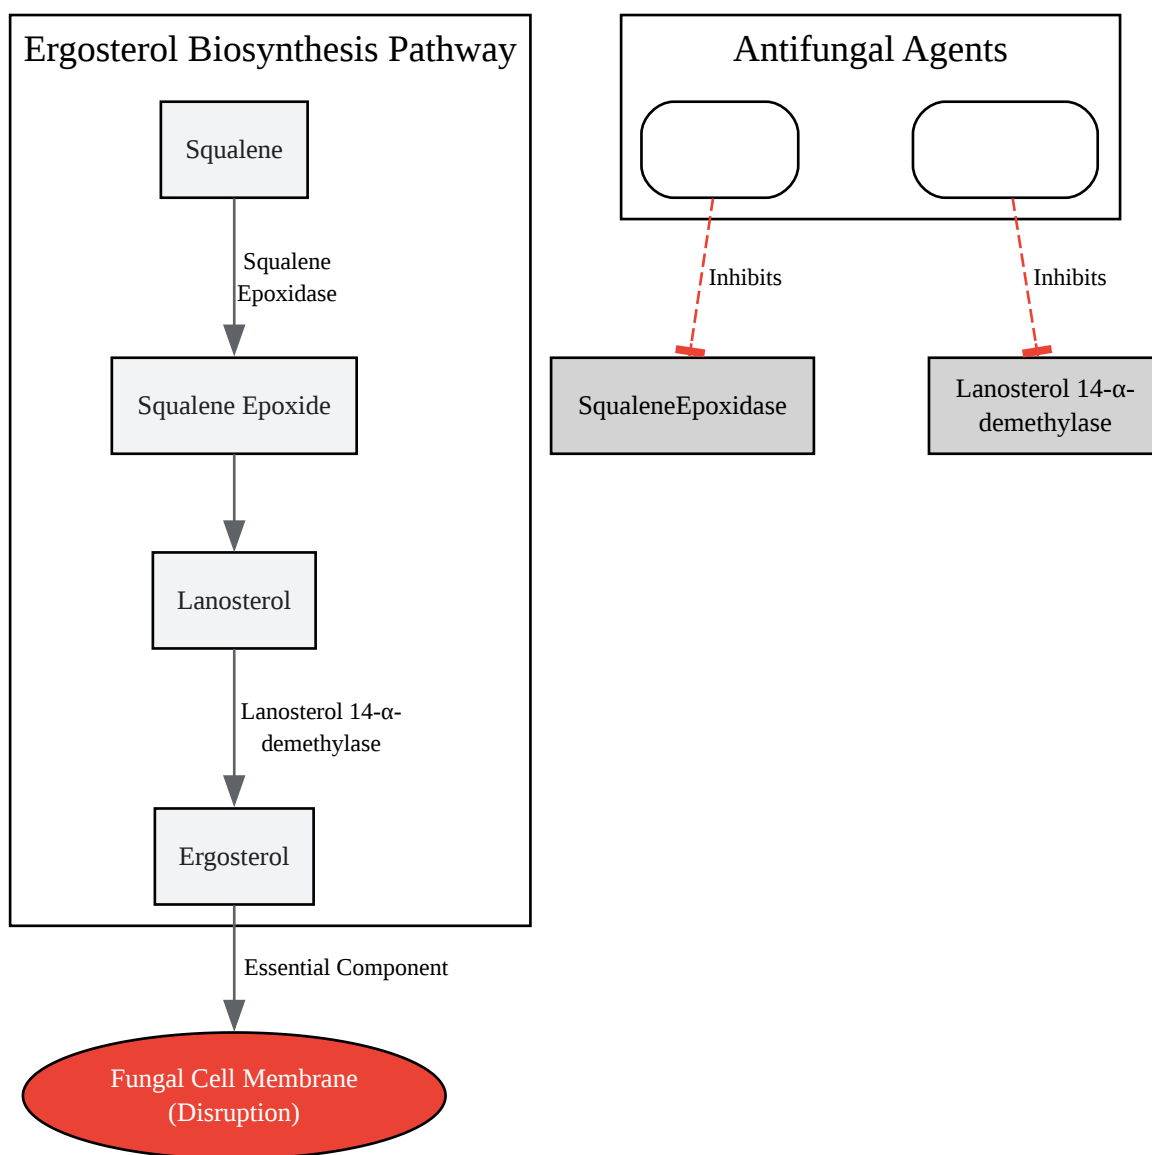 Ergosterol Biosynthesis Pathway
Squalene
Squalene
Epoxidase
Squalene Epoxide
Lanosterol
Lanosterol 14-α-
demethylase
Ergosterol
Essential Component
Fungal Cell Membrane
(Disruption)
Antifungal Agents
Inhibits
Inhibits
SqualeneEpoxidase
Lanosterol 14-α-
demethylase